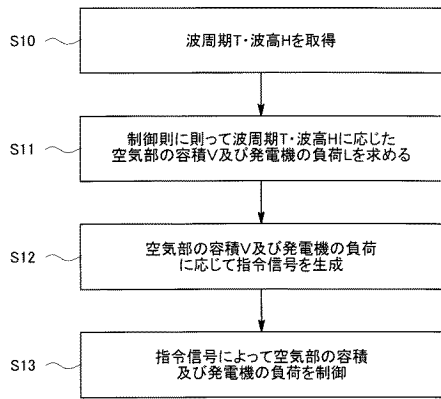 S10
波周期T・波高Hを取得
S11
制御則に則って波周期T・波高Hに応じた
空気部の容積V及び発電機の負荷Lを求める
S12
空気部の容積V及び発電機の負荷
に応じて指令信号を生成
S13
指令信号によって空気部の容積
及び発電機の負荷を制御